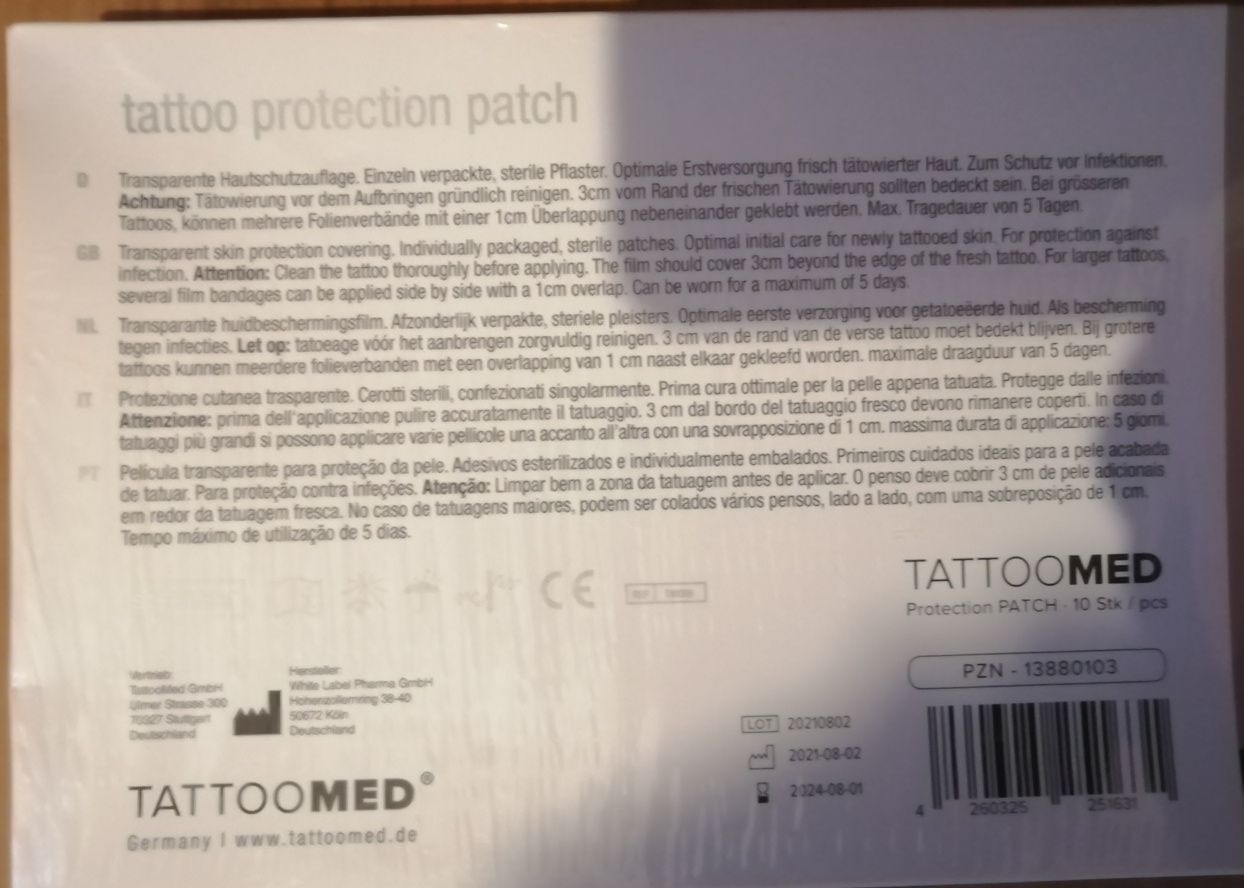 tattoo protection patch
D Transparente Hautschutzauflage. Einzeln verpackte, sterile Pflaster. Optimale Erstversorgung frisch tätowierter Haut. Zum Schutz vor Infektionen.
Achtung: Tätowierung vor dem Aufbringen gründlich reinigen. 3cm vom Rand der frischen Tätowierung sollten bedeckt sein. Bei grösseren
Tattoos, können mehrere Folienverbände mit einer 1cm Überlappung nebeneinander geklebt werden. Max. Tragedauer von 5 Tagen.
GB Transparent skin protection covering. Individually packaged, sterile patches. Optimal initial care for newly tattooed skin. For protection against
infection. Attention: Clean the tattoo thoroughly before applying. The film should cover 3cm beyond the edge of the fresh tattoo. For larger tattoos,
several film bandages can be applied side by side with a 1cm overlap. Can be worn for a maximum of 5 days.
NL Transparante huidbeschermingsfilm. Afzonderlijk verpakte, steriele pleisters. Optimale eerste verzorging voor getatoeëerde huid. Als bescherming
tegen infecties. Let op: tatoeage vóór het aanbrengen zorgvuldig reinigen. 3 cm van de rand van de verse tattoo moet bedekt blijven. Bij grotere
tattoos kunnen meerdere folieverbanden met een overlapping van 1 cm naast elkaar gekleefd worden. maximale draagduur van 5 dagen.
IT Protezione cutanea trasparente. Cerotti sterili, confezionati singolarmente. Prima cura ottimale per la pelle appena tatuata. Protegge dalle infezioni.
Attenzione: prima dell'applicazione pulire accuratamente il tatuaggio. 3 cm dal bordo del tatuaggio fresco devono rimanere coperti. In caso di
tatuaggi più grandi si possono applicare varie pellicole una accanto all'altra con una sovrapposizione di 1 cm. massima durata di applicazione: 5 giorni.
PT Pelicula transparente para proteção da pele. Adesivos esterilizados e individualmente embalados. Primeiros cuidados ideais para a pele acabada
de tatuar. Para proteção contra infeções. Atenção: Limpar bem a zona da tatuagem antes de aplicar. O penso deve cobrir 3 cm de pele adicionais
em redor da tatuagem fresca. No caso de tatuagens maiores, podem ser colados vários pensos, lado a lado, com uma sobreposição de 1 cm.
Tempo máximo de utilização de 5 dias.
CE REF
TATTOOMED
Protection PATCH · 10 Stk / pcs
PZN - 13880103
Vertrieb:
TattooMed GmbH
Ulmer Strasse 300
70327 Stuttgart
Deutschland
Hersteller:
White Label Pharma GmbH
Hohenzollernring 38-40
50672 Köln
Deutschland
LOT 20210802
2021-08-02
2024-08-01
4 260325 251631
TATTOOMED®
Germany | www.tattoomed.de